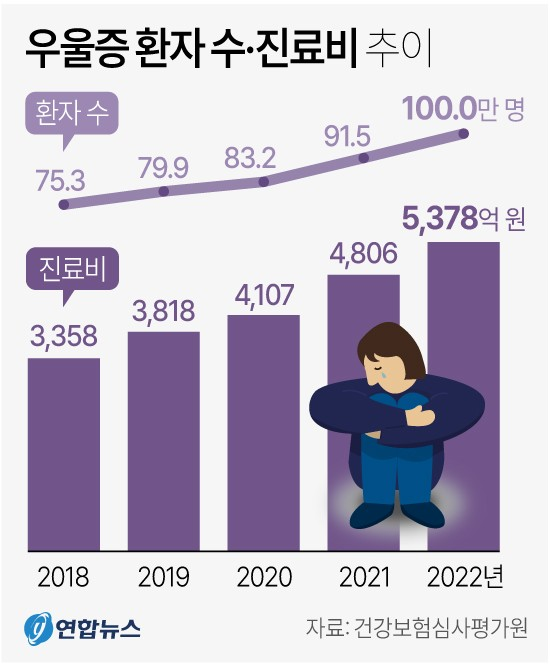 우울증 환자 수·진료비 추이
환자 수
75.3
79.9
83.2
91.5
100.0만 명
진료비
3,358
3,818
4,107
4,806
5,378억 원
2018
2019
2020
2021
2022년
연합뉴스
자료: 건강보험심사평가원